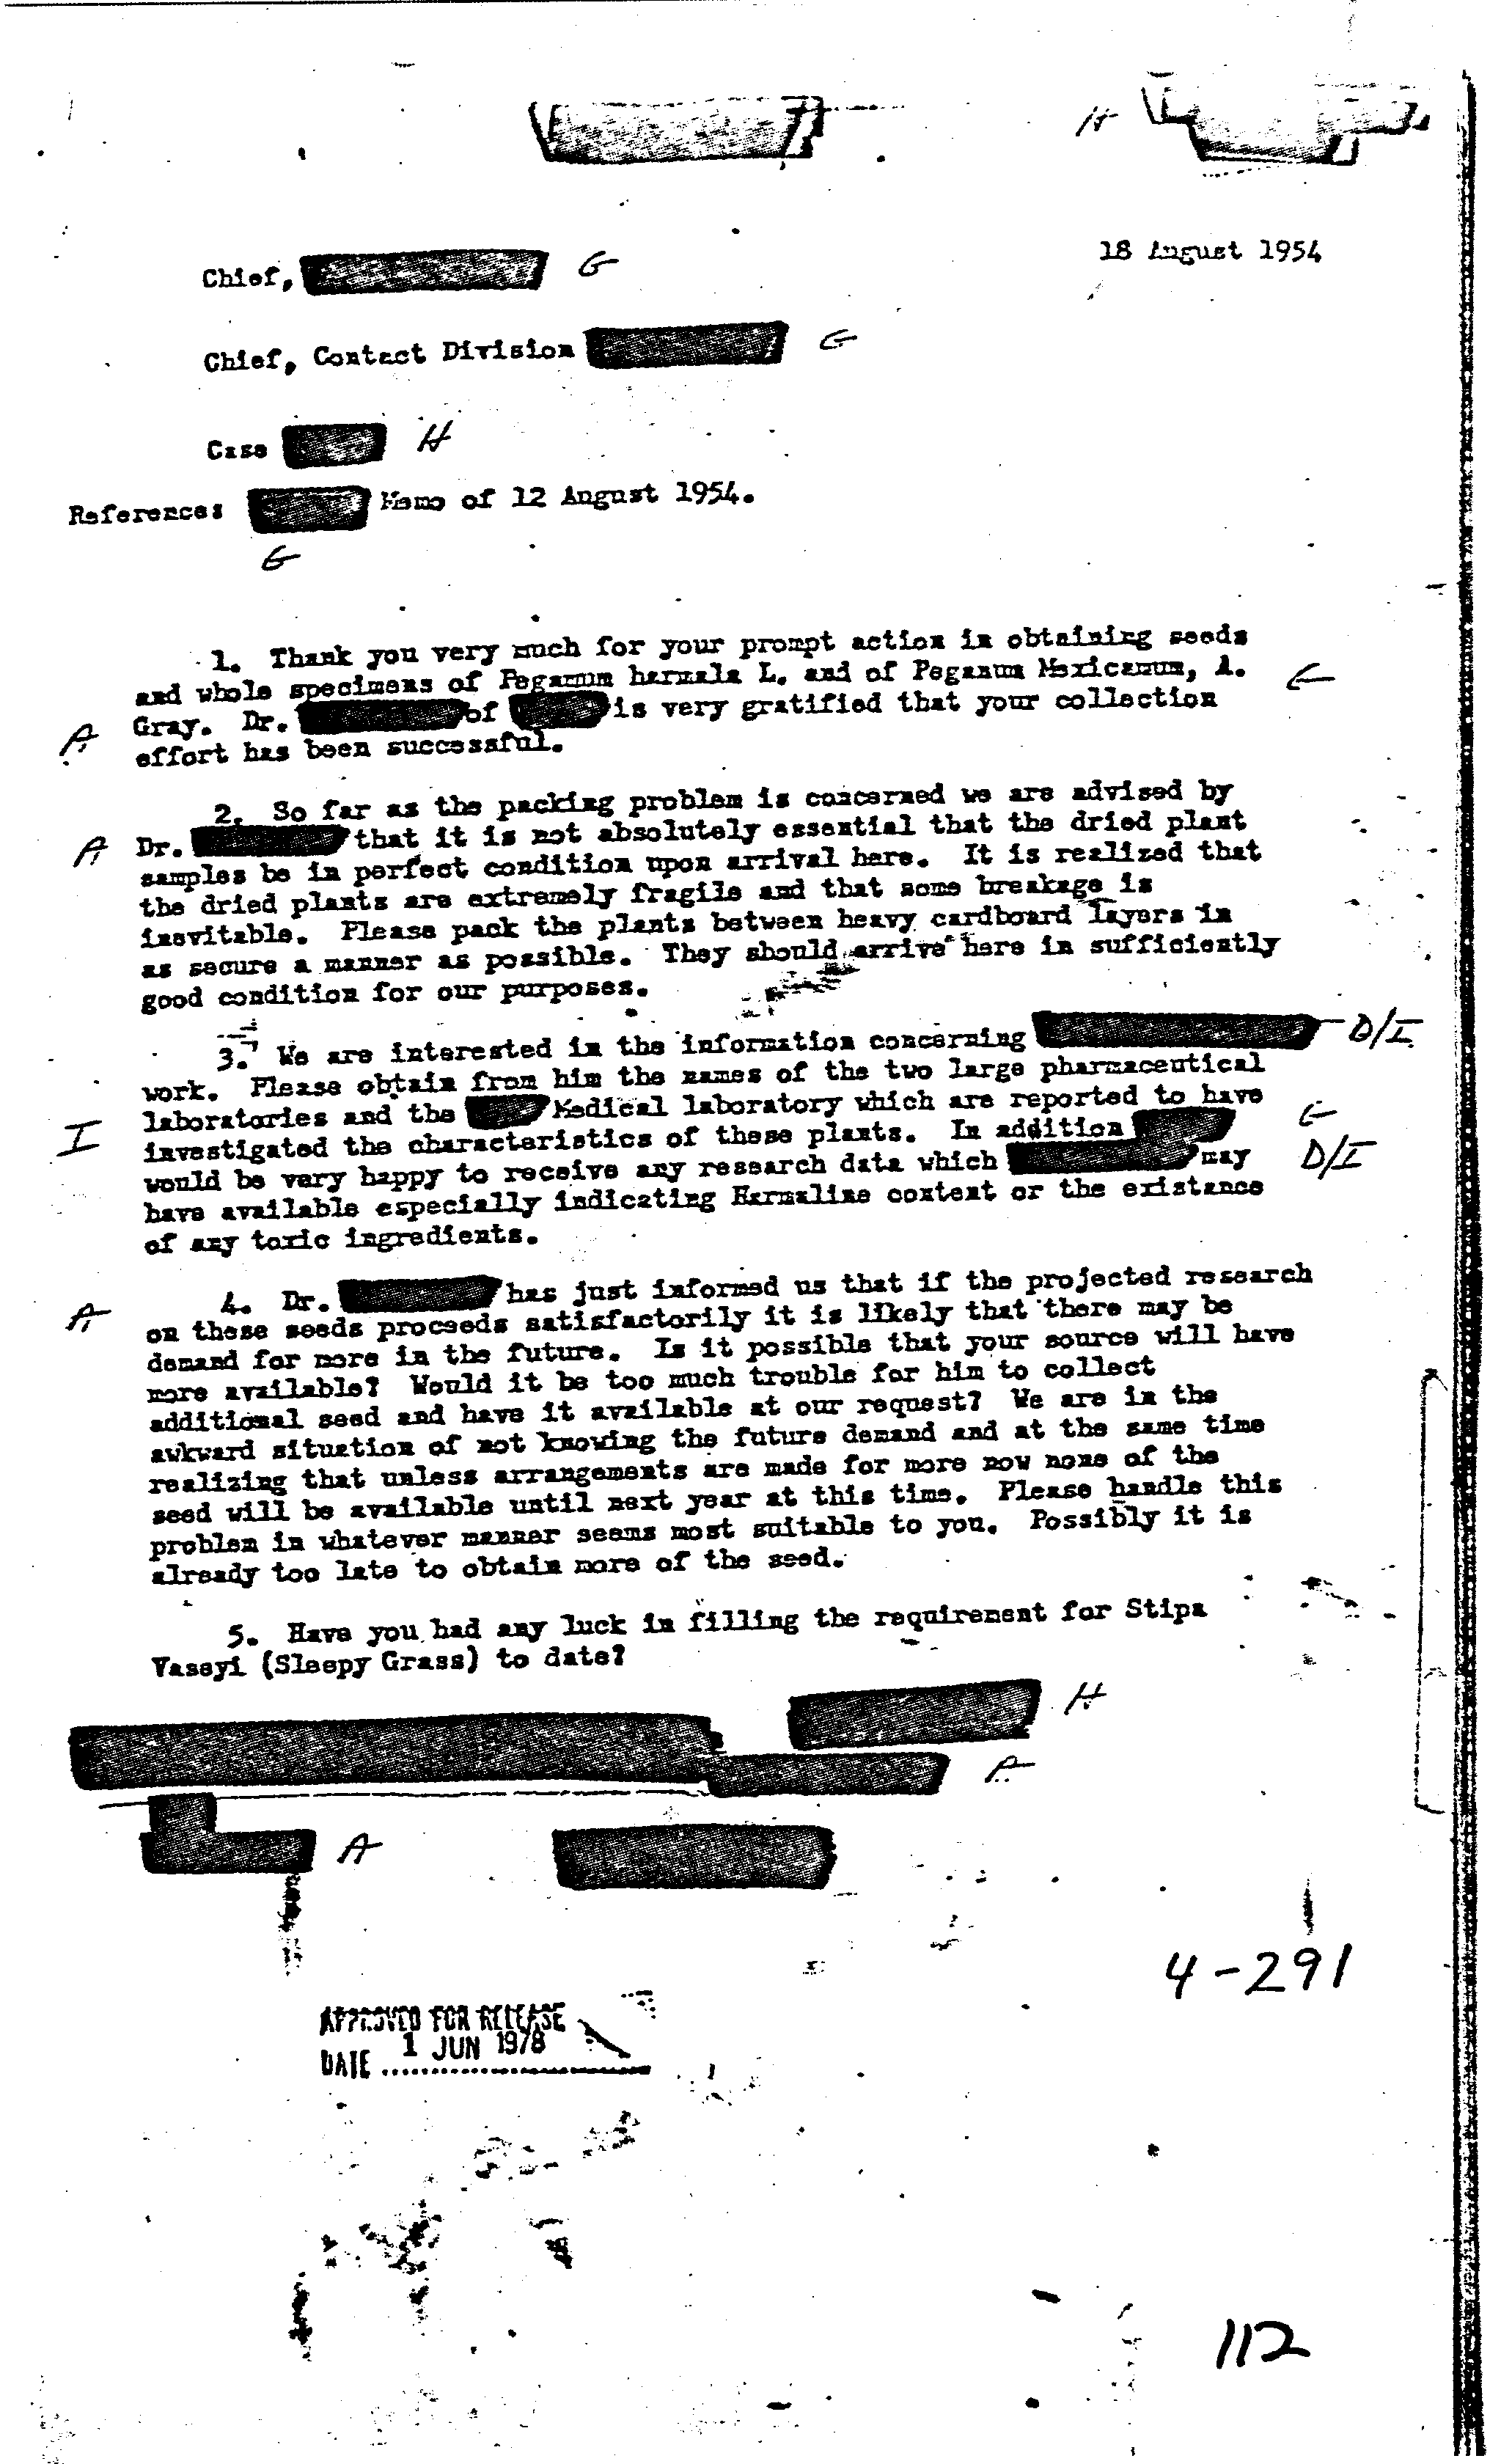 H
18 August 1954
Chief, G
Chief, Contact Division G
Case H
Reference: Memo of 12 August 1954.
G
1. Thank you very much for your prompt action in obtaining seeds
and whole specimens of Peganum harmala L. and of Peganum Mexicanum, A. G
A Gray. Dr. of is very gratified that your collection
effort has been successful.
2. So far as the packing problem is concerned we are advised by
A Dr. that it is not absolutely essential that the dried plant
samples be in perfect condition upon arrival here. It is realized that
the dried plants are extremely fragile and that some breakage is
inevitable. Please pack the plants between heavy cardboard layers in
as secure a manner as possible. They should arrive here in sufficiently
good condition for our purposes.
3. We are interested in the information concerning D/I
work. Please obtain from him the names of the two large pharmaceutical
laboratories and the Medical laboratory which are reported to have
I investigated the characteristics of these plants. In addition G
would be very happy to receive any research data which may D/I
have available especially indicating Harmaline content or the existance
of any toxic ingredients.
A 4. Dr. has just informed us that if the projected research
on these seeds proceeds satisfactorily it is likely that there may be
demand for more in the future. Is it possible that your source will have
more available? Would it be too much trouble for him to collect
additional seed and have it available at our request? We are in the
awkward situation of not knowing the future demand and at the same time
realizing that unless arrangements are made for more now none of the
seed will be available until next year at this time. Please handle this
problem in whatever manner seems most suitable to you. Possibly it is
already too late to obtain more of the seed.
5. Have you had any luck in filling the requirement for Stipa
Vaseyi (Sleepy Grass) to date?
H
A
A
4-291
APPROVED FOR RELEASE
DATE 1 JUN 1978
112